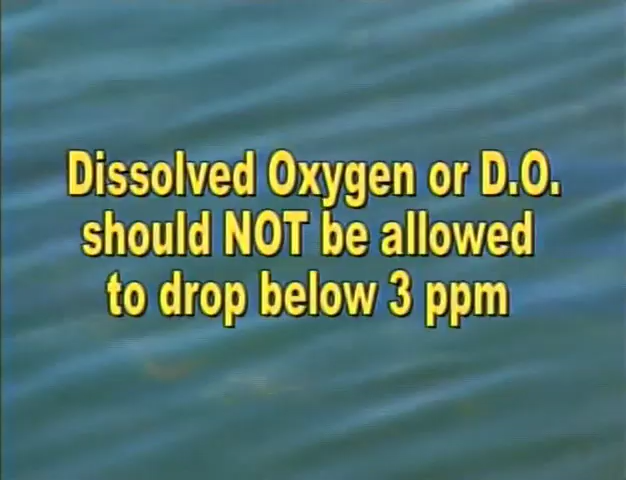 Dissolved Oxygen or D.O.
should NOT be allowed
to drop below 3 ppm